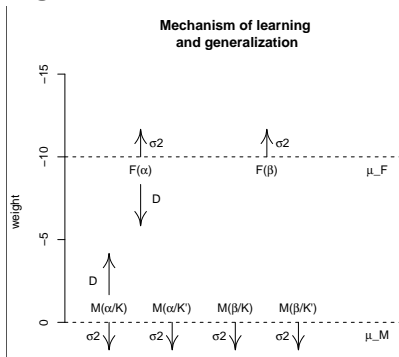 Mechanism of learning
and generalization
−15
σ2 σ2
−10
F(α) F(β) μ_F
D
weight
−5
D
M(α/K) M(α/K') M(β/K) M(β/K')
0
σ2 σ2 σ2 σ2 μ_M